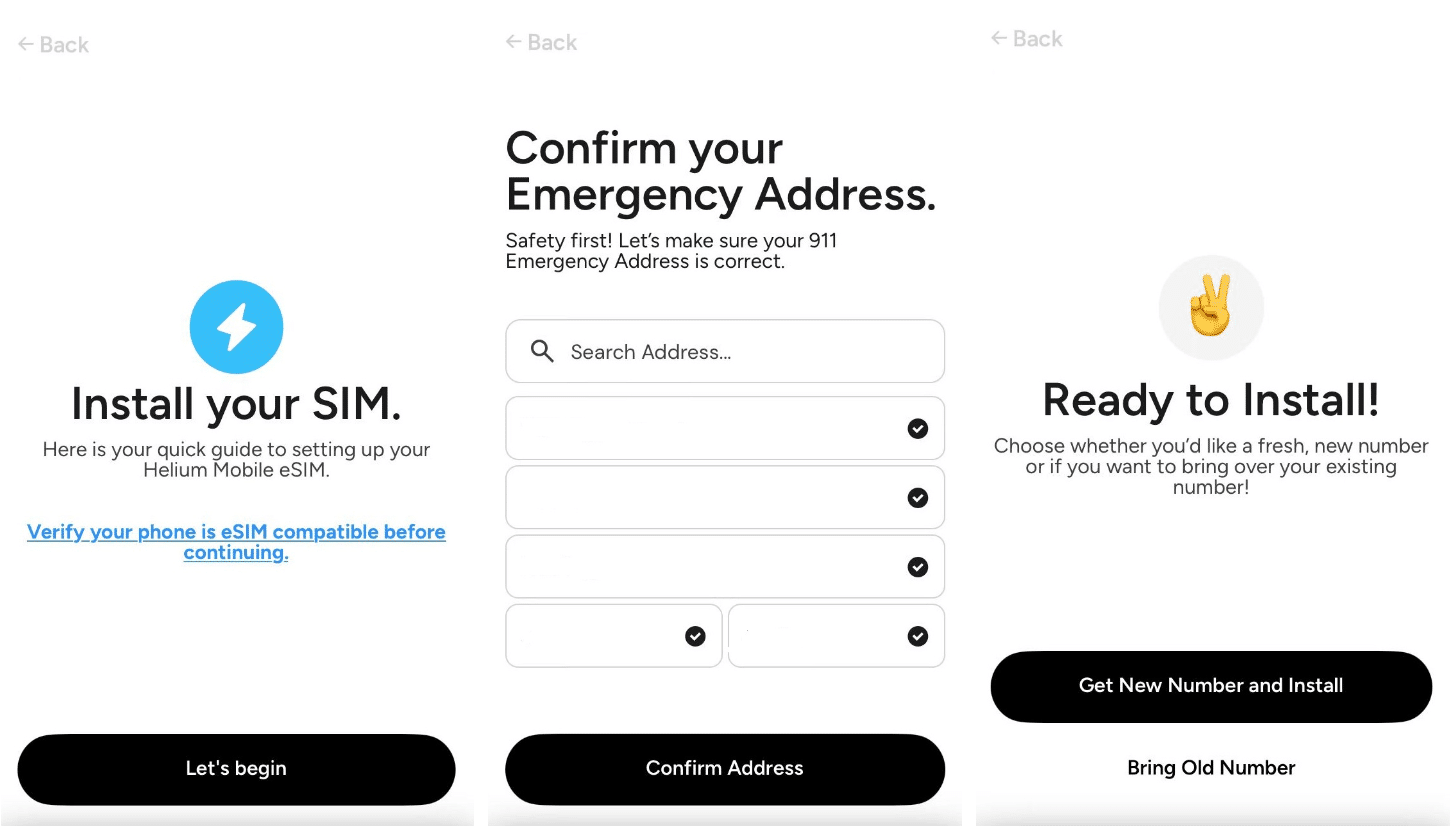 ← Back
Install your SIM.
Here is your quick guide to setting up your
Helium Mobile eSIM.
Verify your phone is eSIM compatible before
continuing.
Let's begin
← Back
Confirm your
Emergency Address.
Safety first! Let’s make sure your 911
Emergency Address is correct.
Search Address...
Confirm Address
← Back
Ready to Install!
Choose whether you’d like a fresh, new number
or if you want to bring over your existing
number!
Get New Number and Install
Bring Old Number